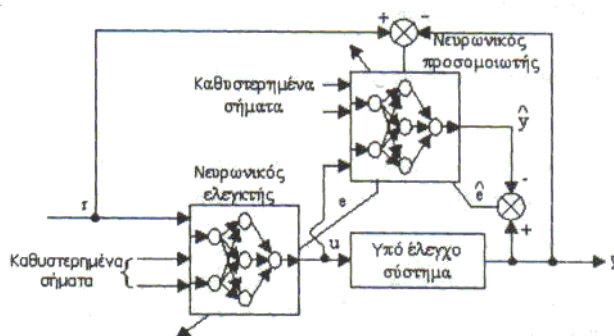 + -
Νευρωνικός
προσομοιωτής
Καθυστερημένα
σήματα
ŷ
Νευρωνικός
ελεγκτής
r
e
ê
-
+
u
Υπό έλεγχο
σύστημα
y
Καθυστερημένα
σήματα